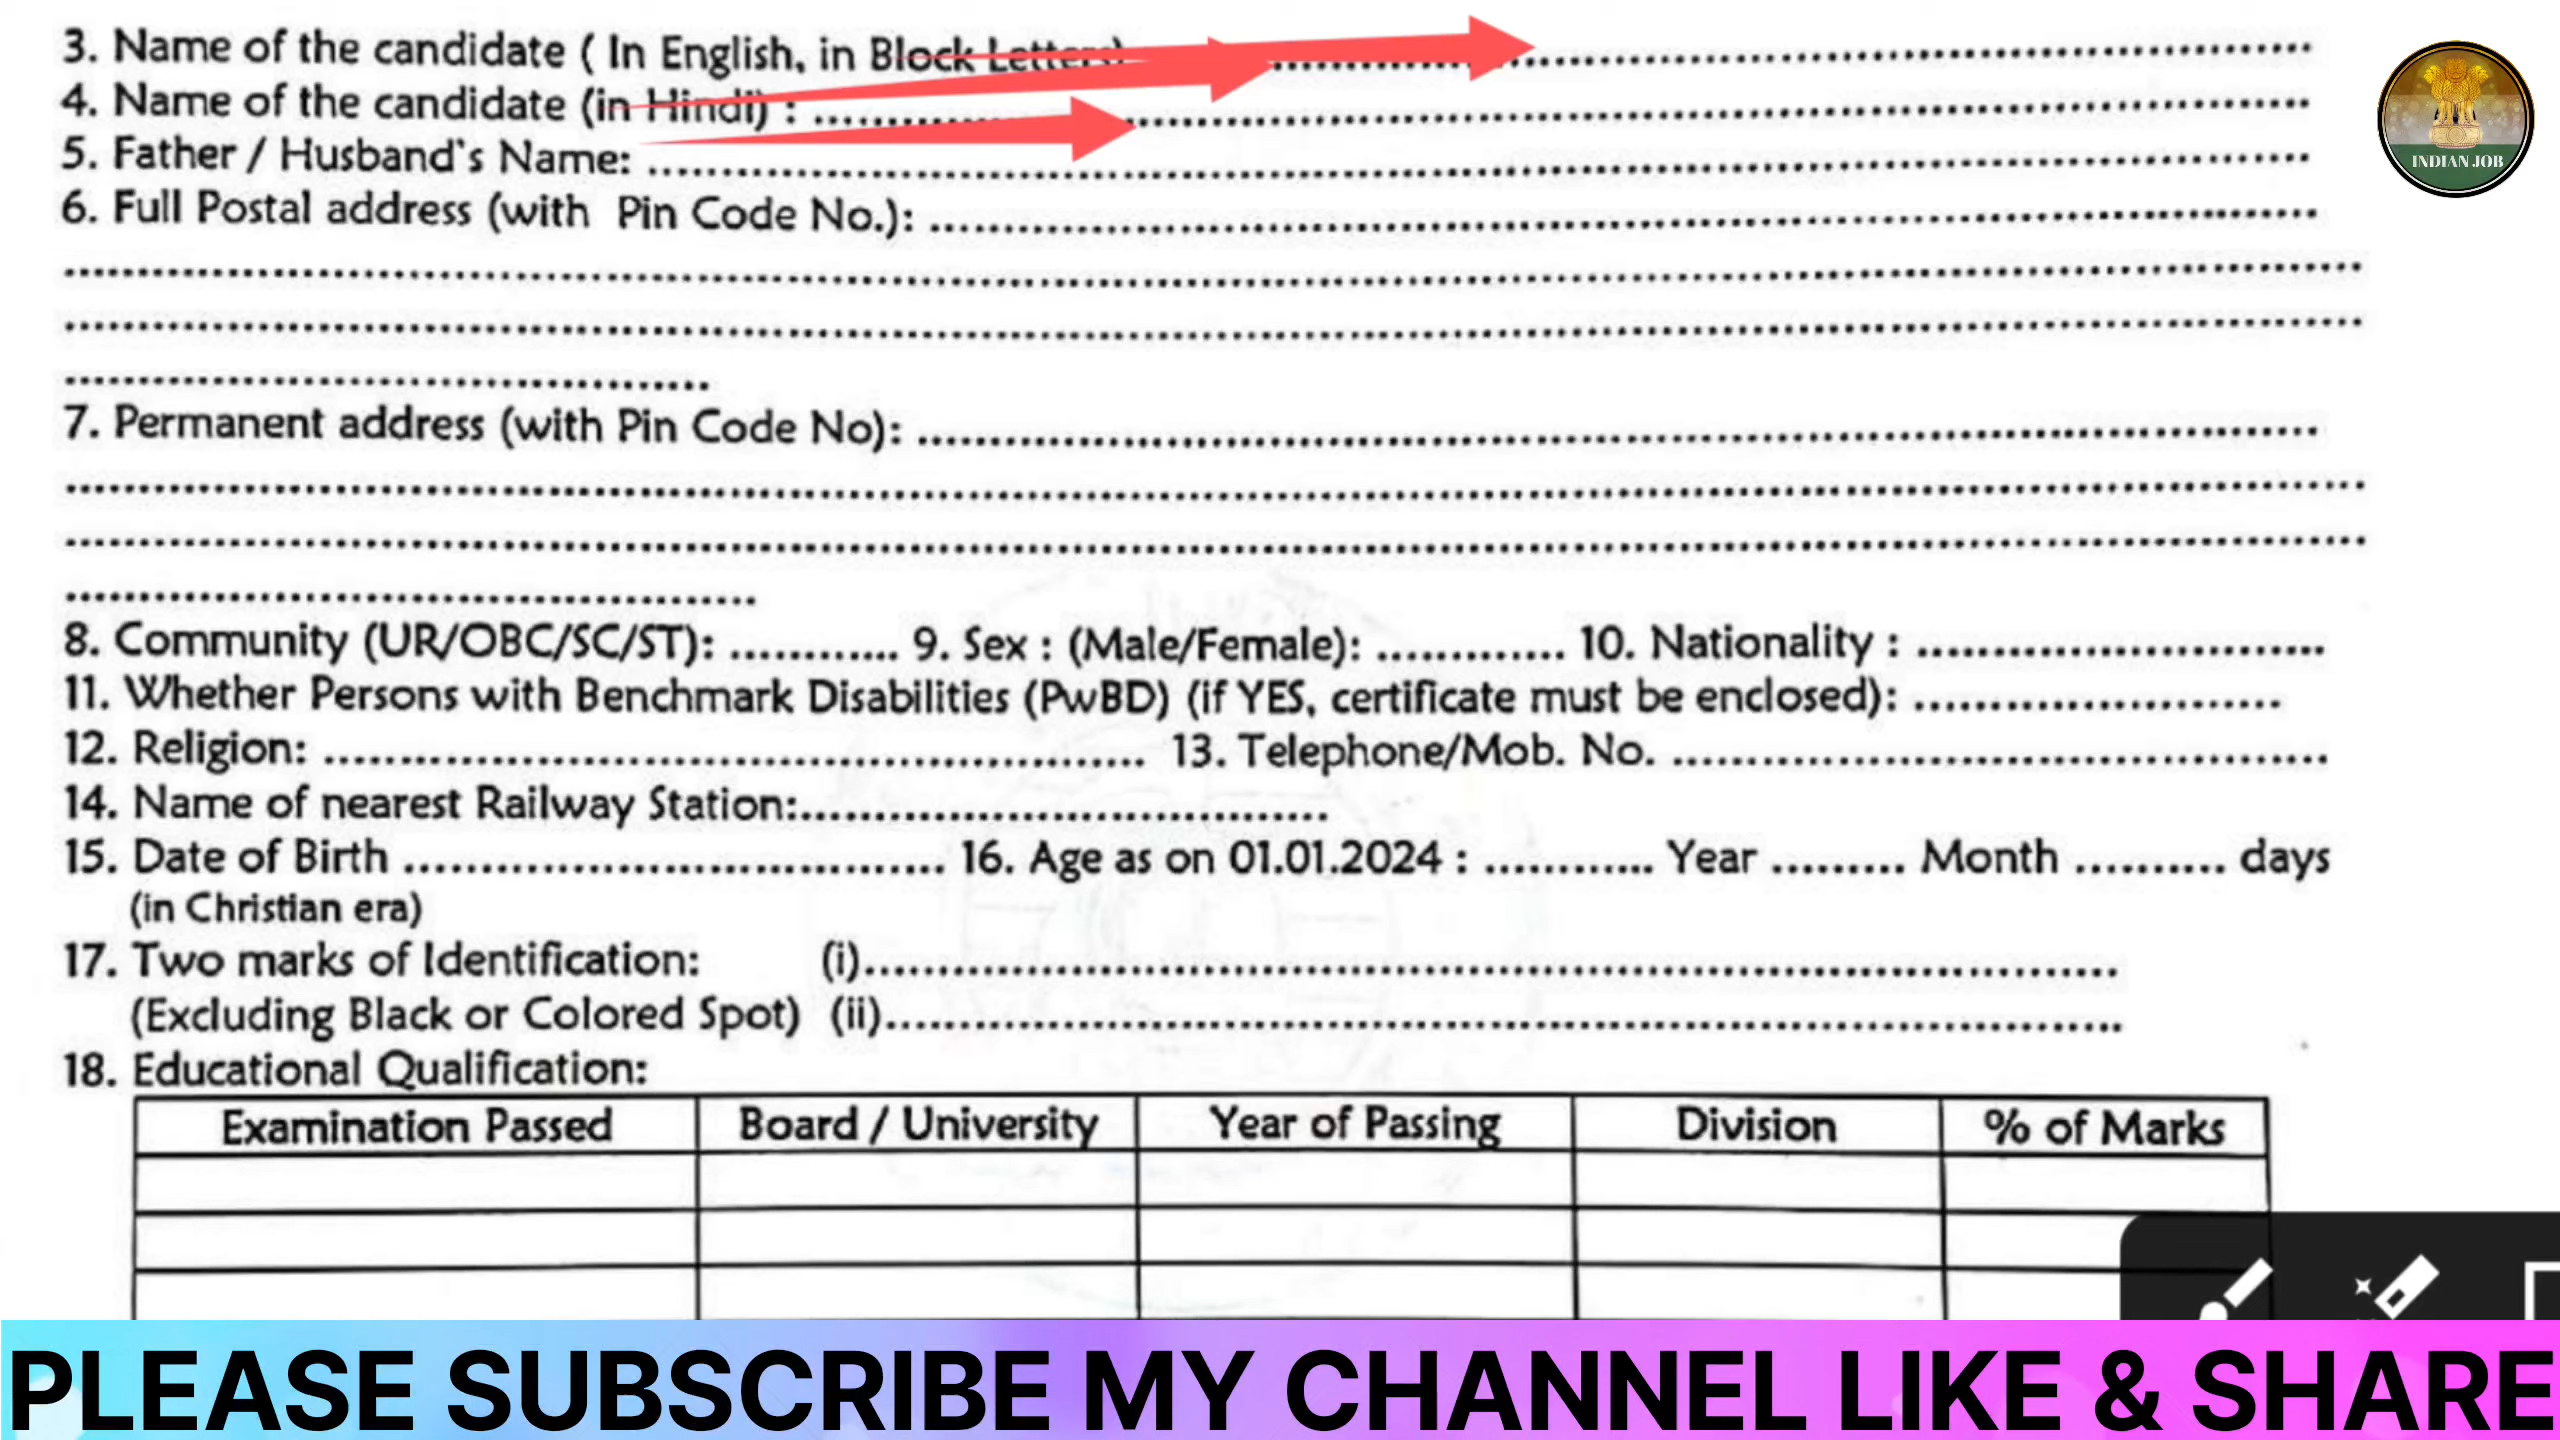 3. Name of the candidate ( In English, in Block Letters)..............................
4. Name of the candidate (in Hindi) : ..............................
INDIAN JOB
5. Father / Husband's Name: ..............................
6. Full Postal address (with Pin Code No.): ..............................
7. Permanent address (with Pin Code No): ..............................
8. Community (UR/OBC/SC/ST): ............ 9. Sex : (Male/Female): ............. 10. Nationality : ............................
11. Whether Persons with Benchmark Disabilities (PwBD) (if YES, certificate must be enclosed): .........................
12. Religion: .............................. 13. Telephone/Mob. No. ..............................
14. Name of nearest Railway Station:..............................
15. Date of Birth .............................. 16. Age as on 01.01.2024 : ............ Year ......... Month .......... days
(in Christian era)
17. Two marks of Identification: (i)..............................
(Excluding Black or Colored Spot) (ii)..............................
18. Educational Qualification:
Examination Passed Board / University Year of Passing Division % of Marks
PLEASE SUBSCRIBE MY CHANNEL LIKE & SHARE